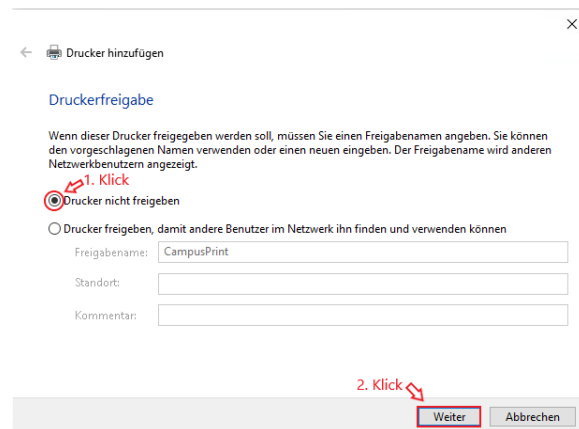 Drucker hinzufügen
Druckerfreigabe
Wenn dieser Drucker freigegeben werden soll, müssen Sie einen Freigabenamen angeben. Sie können
den vorgeschlagenen Namen verwenden oder einen neuen eingeben. Der Freigabename wird anderen
Netzwerkbenutzern angezeigt.
1. Klick
Drucker nicht freigeben
Drucker freigeben, damit andere Benutzer im Netzwerk ihn finden und verwenden können
Freigabename: CampusPrint
Standort:
Kommentar:
2. Klick
Weiter Abbrechen